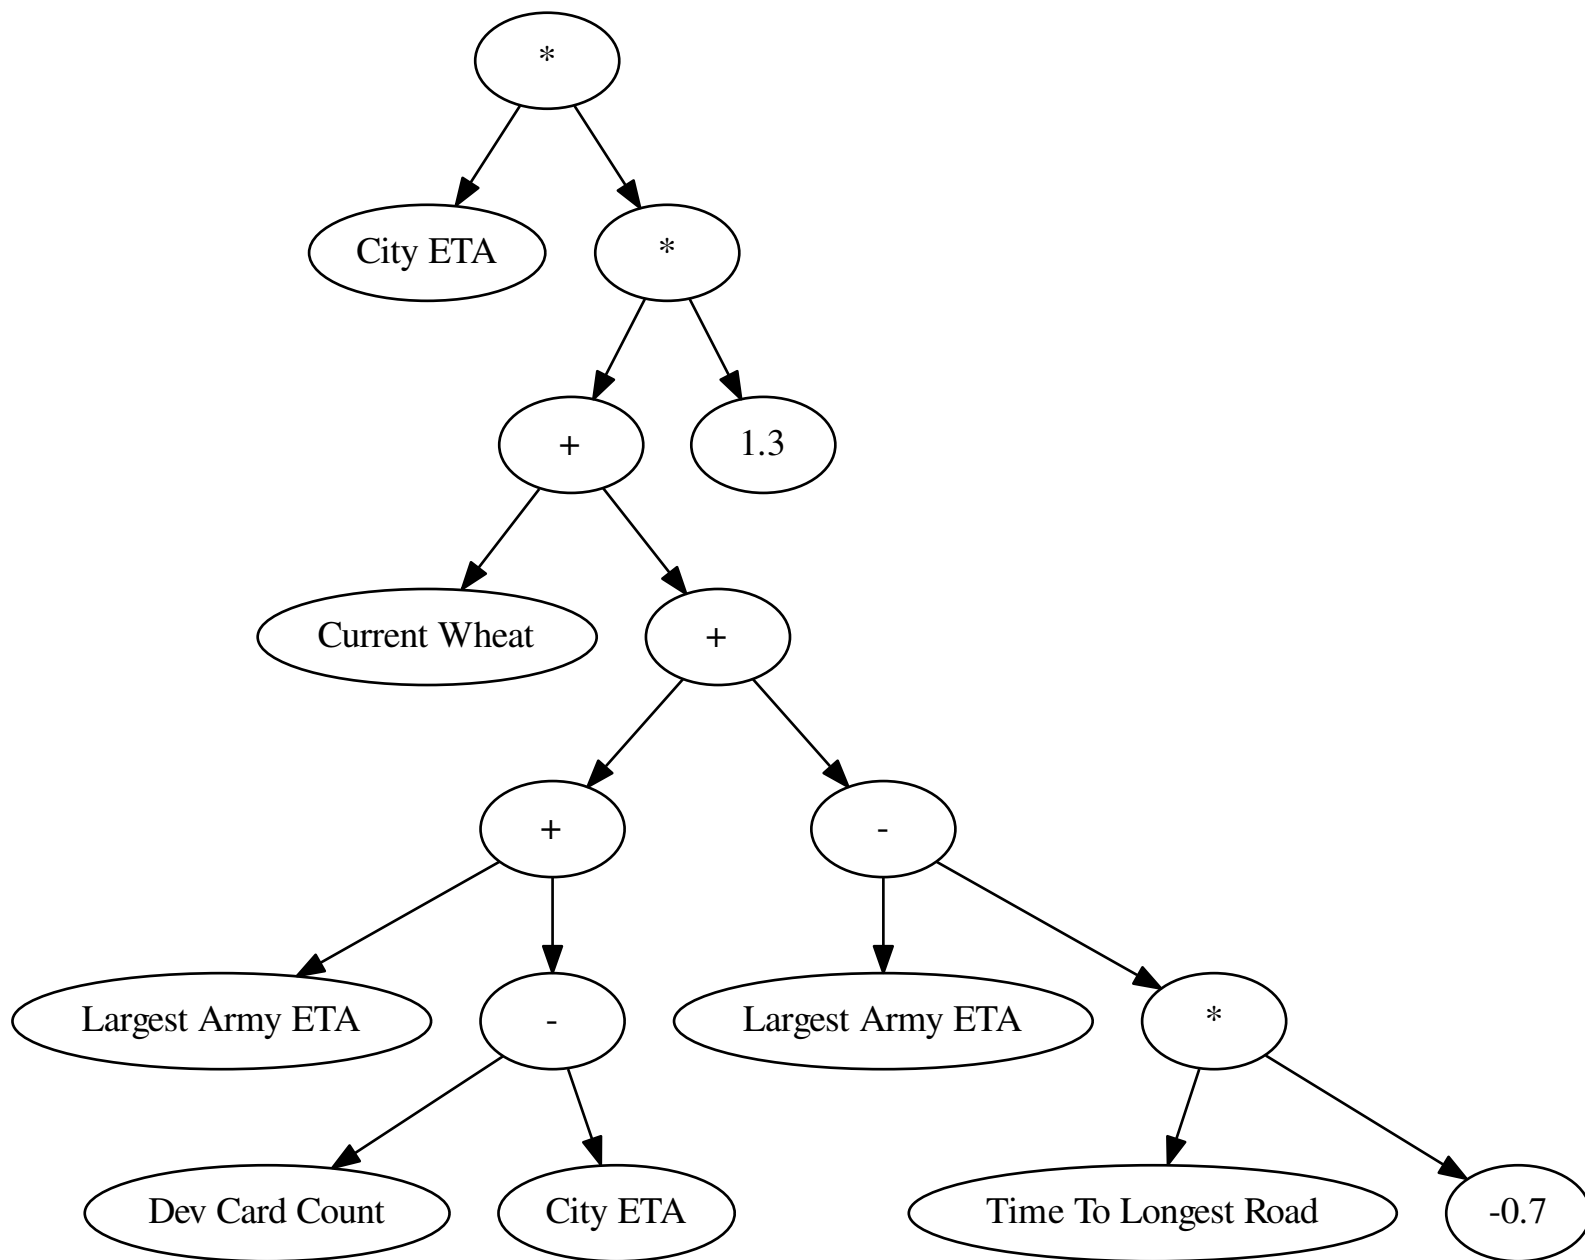 *
City ETA
*
+
1.3
Current Wheat
+
+
-
Largest Army ETA
-
Largest Army ETA
*
Dev Card Count
City ETA
Time To Longest Road
-0.7